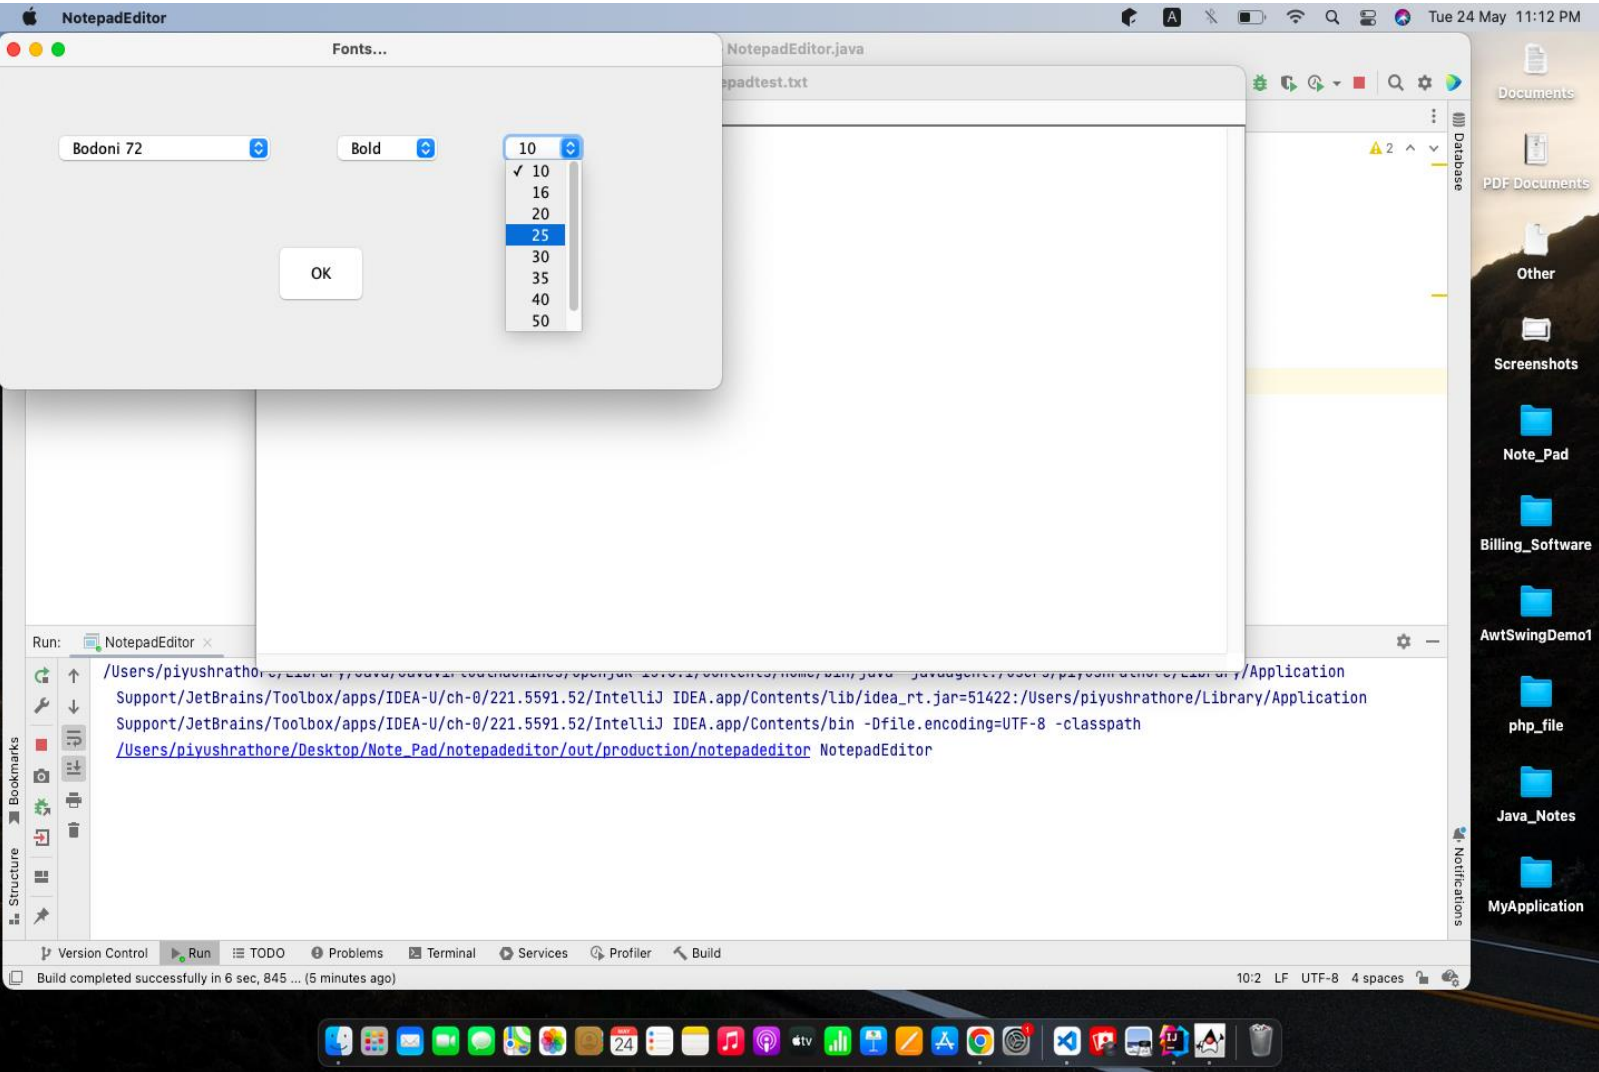 NotepadEditor
A
Tue 24 May 11:12 PM
Fonts...
NotepadEditor.java
epadtest.txt
Bodoni 72
Bold
10
✓ 10
16
20
25
30
35
40
50
OK
2
Database
Documents
PDF Documents
Other
Screenshots
Note_Pad
Billing_Software
AwtSwingDemo1
php_file
Java_Notes
MyApplication
Run: NotepadEditor
/Application
Support/JetBrains/Toolbox/apps/IDEA-U/ch-0/221.5591.52/IntelliJ IDEA.app/Contents/lib/idea_rt.jar=51422:/Users/piyushrathore/Library/Application
Support/JetBrains/Toolbox/apps/IDEA-U/ch-0/221.5591.52/IntelliJ IDEA.app/Contents/bin -Dfile.encoding=UTF-8 -classpath
/Users/piyushrathore/Desktop/Note_Pad/notepadeditor/out/production/notepadeditor NotepadEditor
Bookmarks
Structure
Notifications
Version Control Run TODO Problems Terminal Services Profiler Build
Build completed successfully in 6 sec, 845 ... (5 minutes ago)
10:2 LF UTF-8 4 spaces
MAY
24
tv
IJ
1